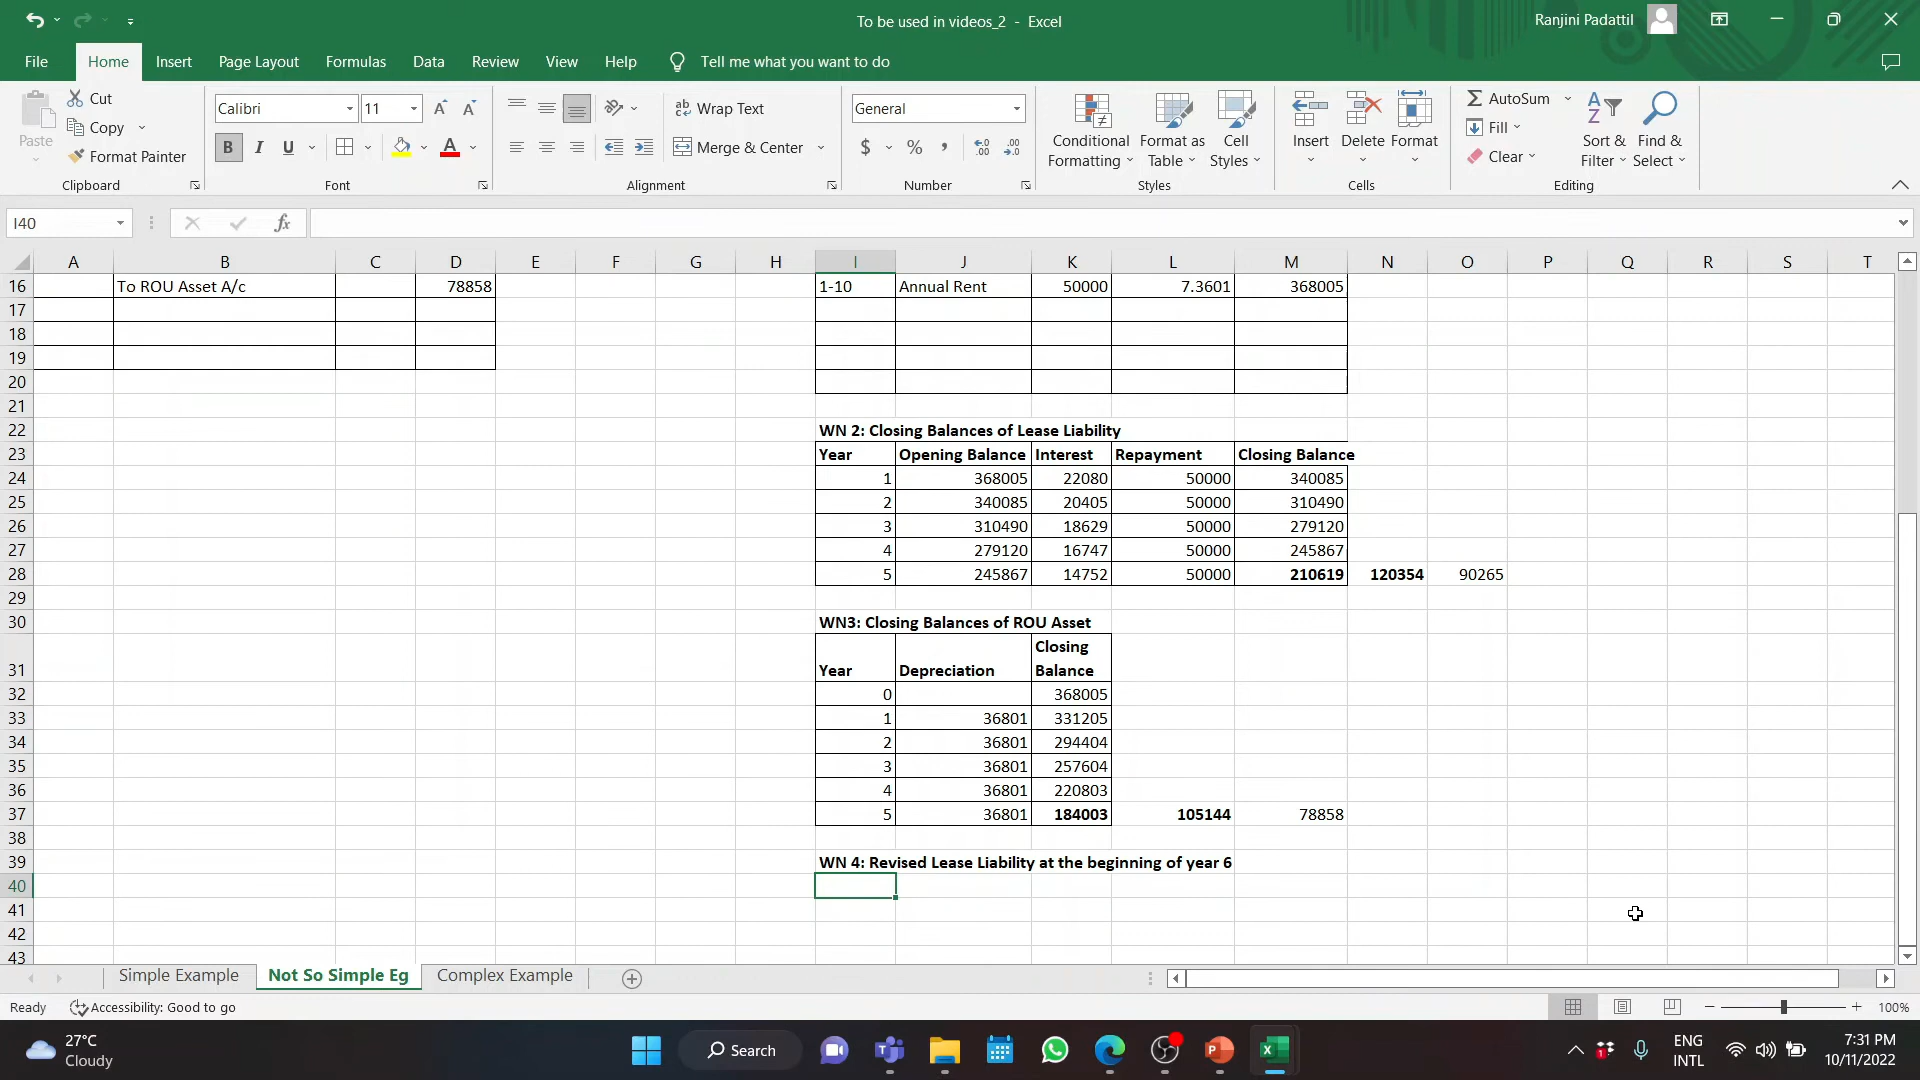 To be used in videos_2 - Excel
Ranjini Padattil
File Home Insert Page Layout Formulas Data Review View Help Tell me what you want to do
Paste
Cut
Copy
Format Painter
Clipboard
Calibri 11 A A
B I U A
Font
ab Wrap Text
Merge & Center
Alignment
General
$ % , .00 .00
Number
Conditional Formatting
Format as Table
Cell Styles
Styles
Insert Delete Format
Cells
AutoSum
Fill
Clear
Sort & Filter
Find & Select
Editing
I40 fx
A B C D E F G H I J K L M N O P Q R S T
16 To ROU Asset A/c 78858 1-10 Annual Rent 50000 7.3601 368005
17
18
19
20
21
22 WN 2: Closing Balances of Lease Liability
23 Year Opening Balance Interest Repayment Closing Balance
24 1 368005 22080 50000 340085
25 2 340085 20405 50000 310490
26 3 310490 18629 50000 279120
27 4 279120 16747 50000 245867
28 5 245867 14752 50000 210619 120354 90265
29
30 WN3: Closing Balances of ROU Asset
31 Year Depreciation Closing Balance
32 0 368005
33 1 36801 331205
34 2 36801 294404
35 3 36801 257604
36 4 36801 220803
37 5 36801 184003 105144 78858
38
39 WN 4: Revised Lease Liability at the beginning of year 6
40
41
42
43
Simple Example Not So Simple Eg Complex Example
Ready Accessibility: Good to go 100%
27°C
Cloudy
Search
ENG
INTL
7:31 PM
10/11/2022